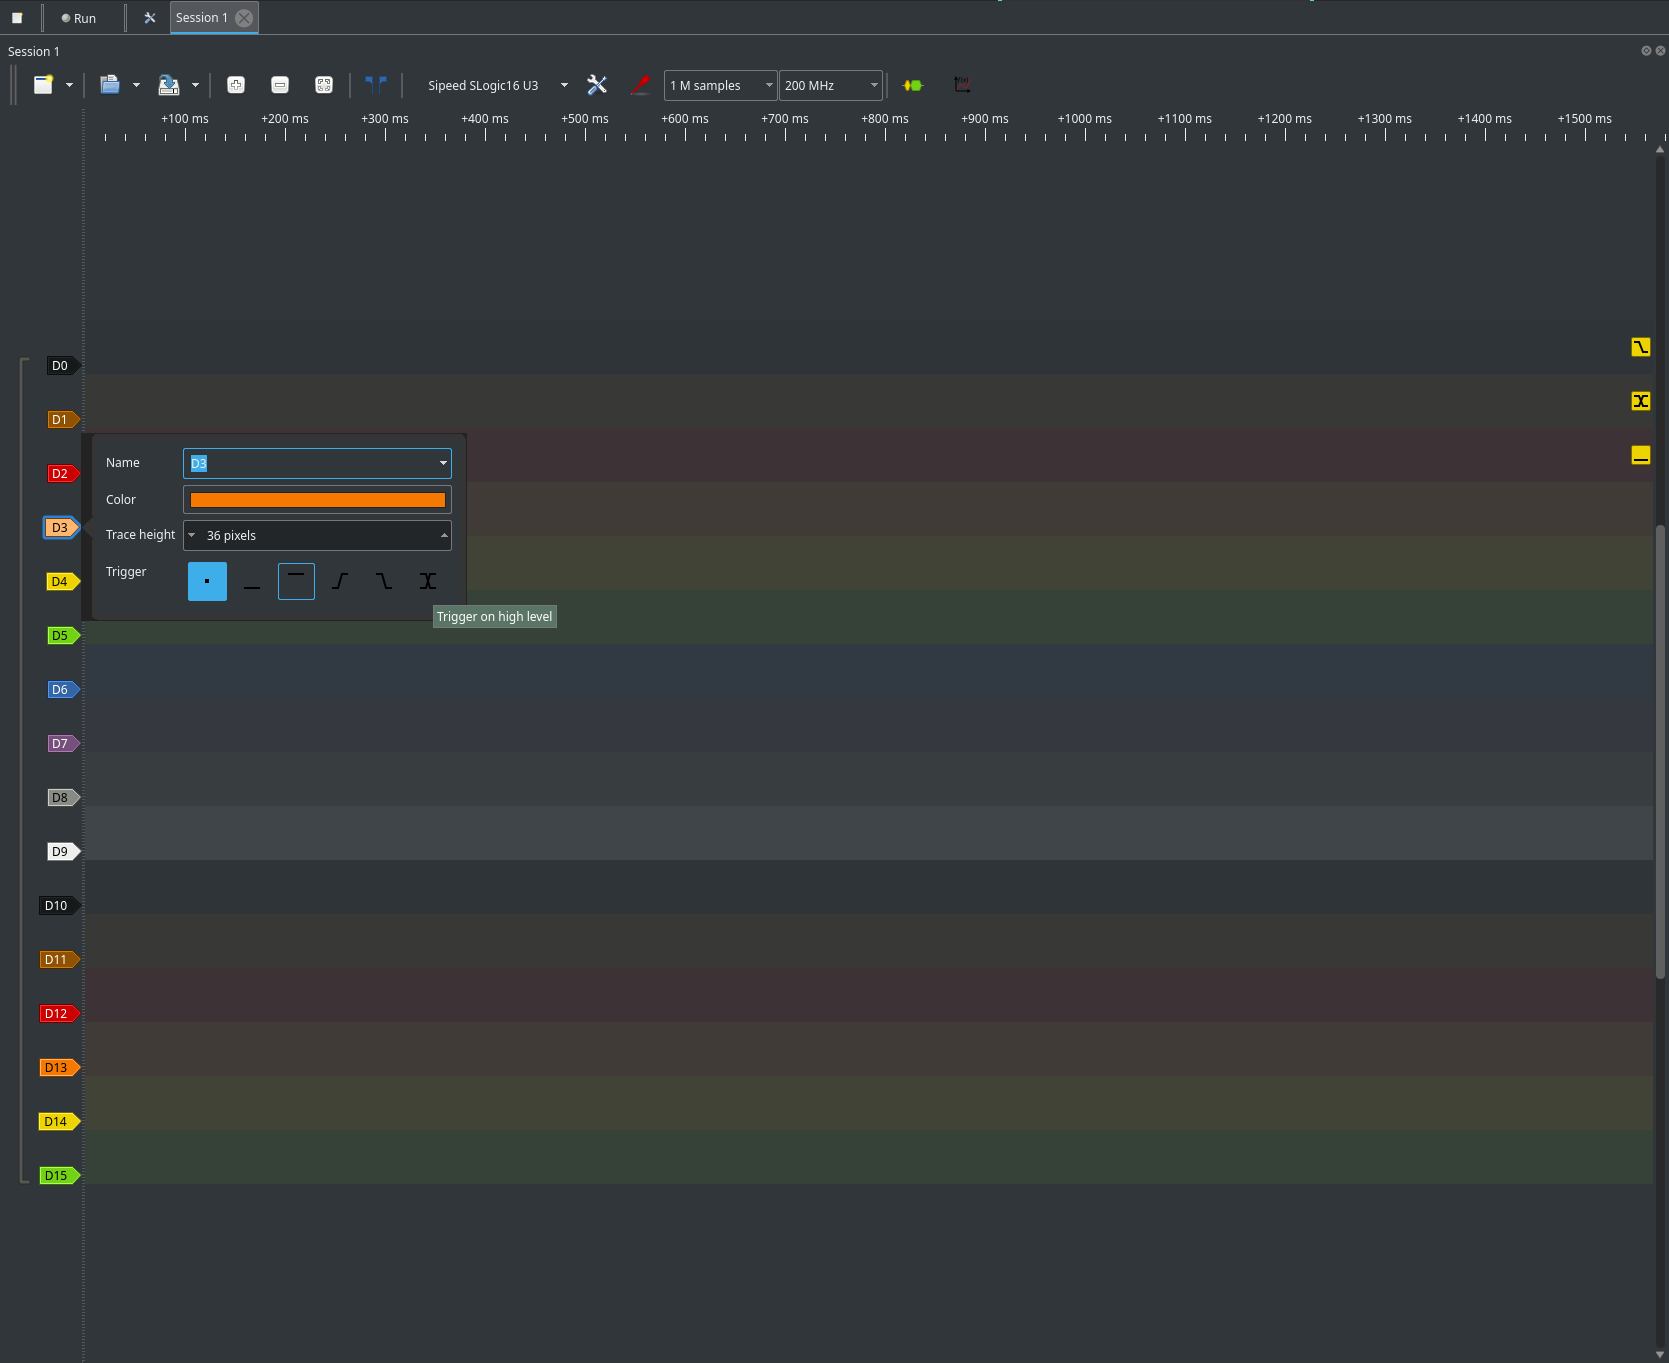 Run
Session 1
Session 1
Sipeed SLogic16 U3
1 M samples
200 MHz
+100 ms
+200 ms
+300 ms
+400 ms
+500 ms
+600 ms
+700 ms
+800 ms
+900 ms
+1000 ms
+1100 ms
+1200 ms
+1300 ms
+1400 ms
+1500 ms
D0
D1
D2
D3
D4
D5
D6
D7
D8
D9
D10
D11
D12
D13
D14
D15
Name
D3
Color
Trace height
36 pixels
Trigger
Trigger on high level